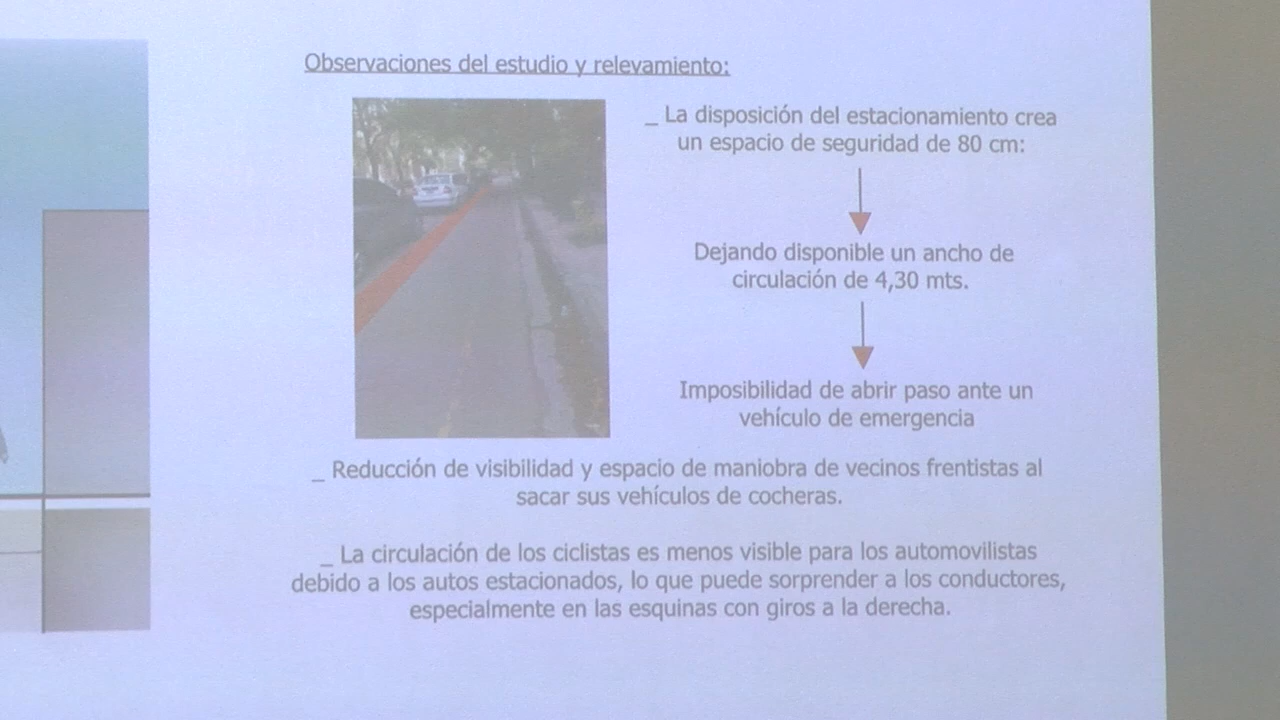 Observaciones del estudio y relevamiento:
_ La disposición del estacionamiento crea
un espacio de seguridad de 80 cm:
Dejando disponible un ancho de
circulación de 4,30 mts.
Imposibilidad de abrir paso ante un
vehículo de emergencia
_ Reducción de visibilidad y espacio de maniobra de vecinos frentistas al
sacar sus vehículos de cocheras.
_ La circulación de los ciclistas es menos visible para los automovilistas
debido a los autos estacionados, lo que puede sorprender a los conductores,
especialmente en las esquinas con giros a la derecha.